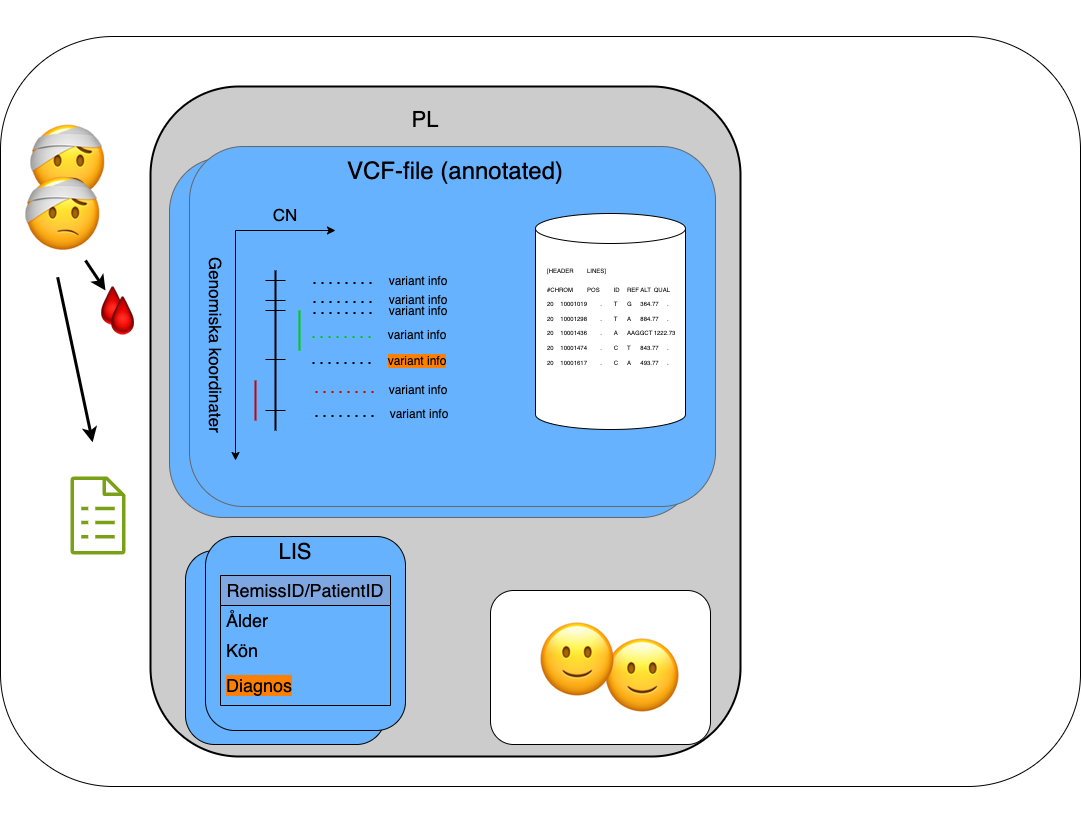 PL
VCF-file (annotated)
CN
Genomiska koordinater
variant info
variant info
variant info
variant info
variant info
variant info
variant info
[HEADER LINES]
#CHROM POS ID REF ALT QUAL
20 10001019 . T G 364.77 .
20 10001298 . T A 884.77 .
20 10001436 . A AAGGCT 1222.73
20 10001474 . C T 843.77 .
20 10001617 . C A 493.77 .
LIS
RemissID/PatientID
Ålder
Kön
Diagnos